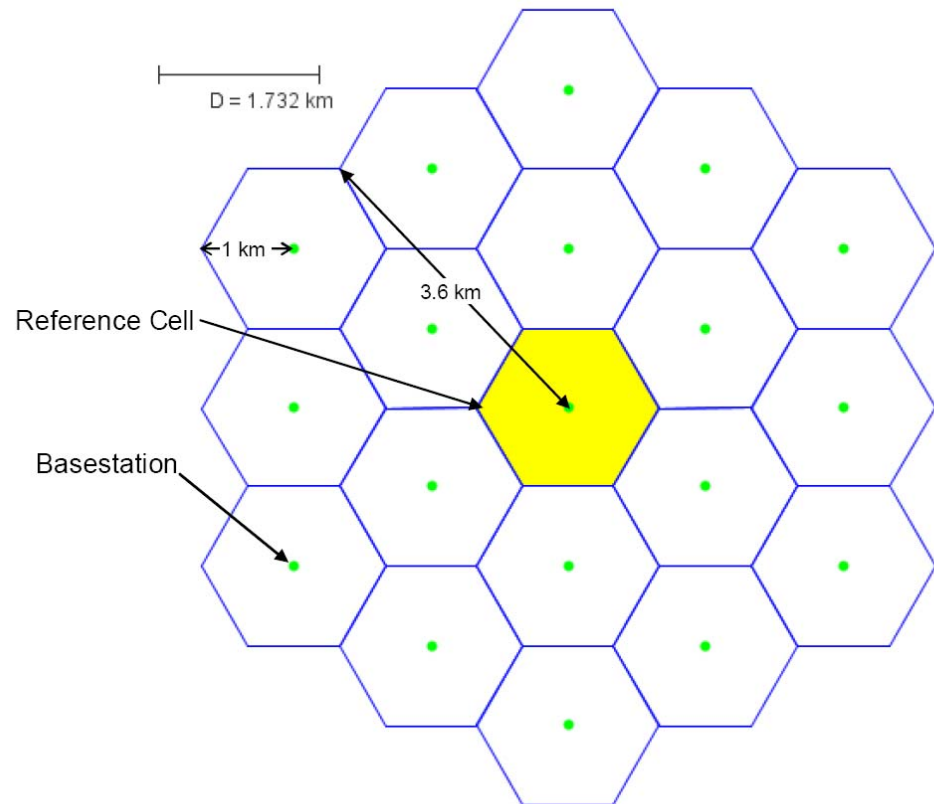 D = 1.732 km
1 km
3.6 km
Reference Cell
Basestation